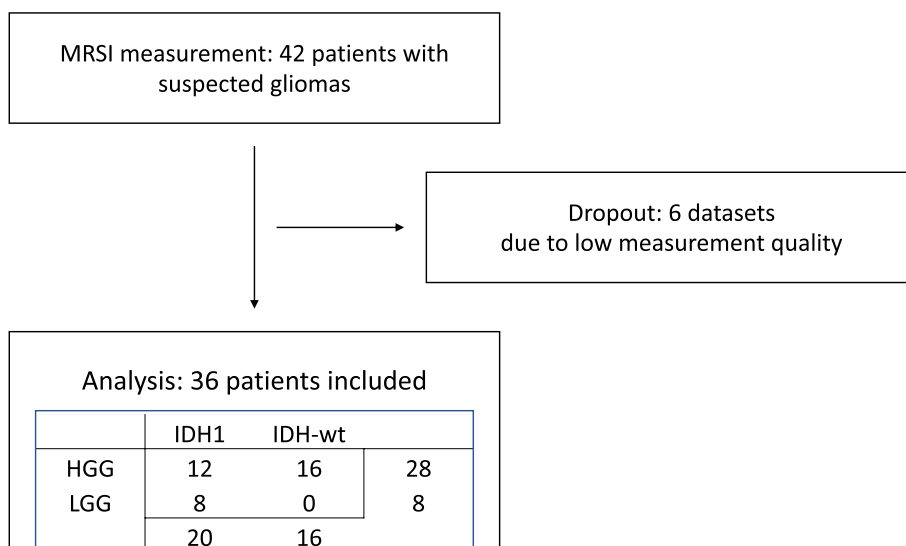 MRSI measurement: 42 patients with
suspected gliomas
Dropout: 6 datasets
due to low measurement quality
Analysis: 36 patients included
IDH1 IDH-wt
HGG 12 16 28
LGG 8 0 8
20 16